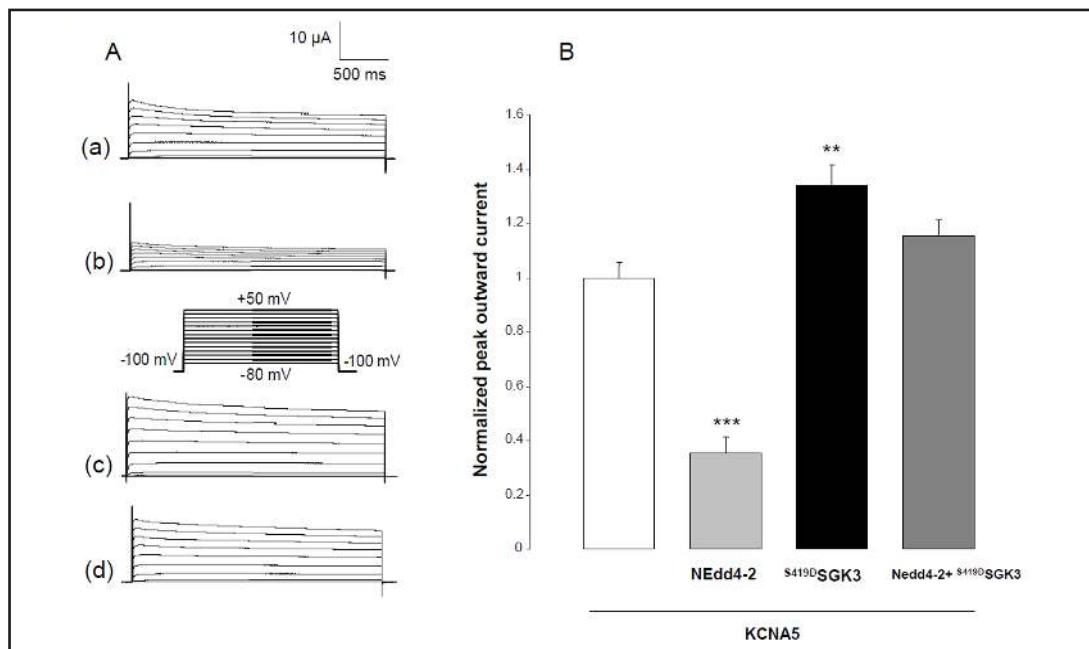 A
10 µA
500 ms
(a)
(b)
+50 mV
-100 mV
-100 mV
-80 mV
(c)
(d)
B
Normalized peak outward current
1.6
1.4
1.2
1
0.8
0.6
0.4
0.2
0
***
**
NEdd4-2
S419DSGK3
Nedd4-2+ S419DSGK3
KCNA5